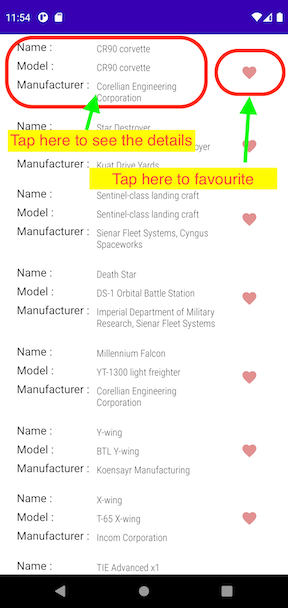 11:54
Name : CR90 corvette
Model : CR90 corvette
Manufacturer : Corellian Engineering
Corporation
Name : Star Destroyer
Tap here to see the details
oyer
Manufacturer : Kuat Drive Yards
Tap here to favourite
Name : Sentinel-class landing craft
Model : Sentinel-class landing craft
Manufacturer : Sienar Fleet Systems, Cyngus
Spaceworks
Name : Death Star
Model : DS-1 Orbital Battle Station
Manufacturer : Imperial Department of Military
Research, Sienar Fleet Systems
Name : Millennium Falcon
Model : YT-1300 light freighter
Manufacturer : Corellian Engineering
Corporation
Name : Y-wing
Model : BTL Y-wing
Manufacturer : Koensayr Manufacturing
Name : X-wing
Model : T-65 X-wing
Manufacturer : Incom Corporation
Name : TIE Advanced x1